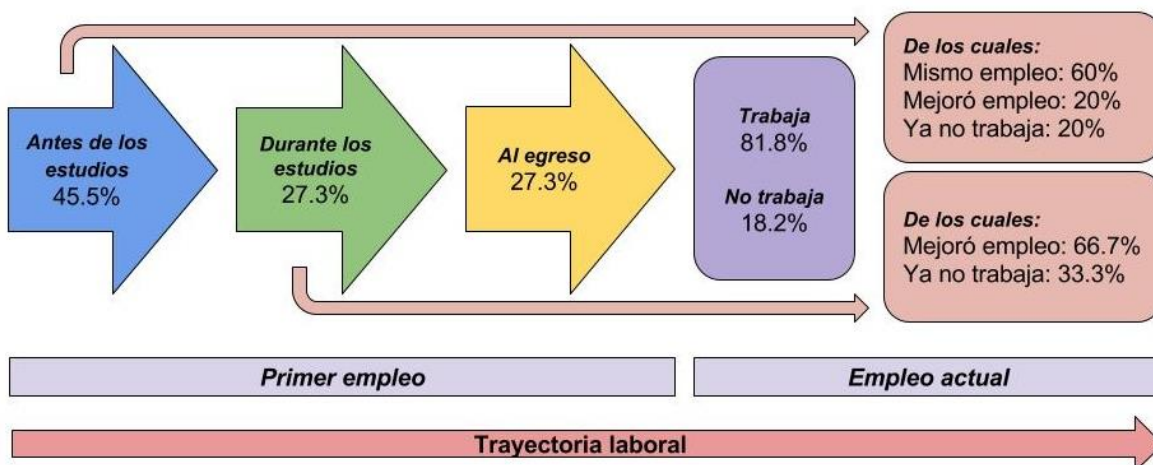 Antes de los
estudios
45.5%
Durante los
estudios
27.3%
Al egreso
27.3%
Trabaja
81.8%
No trabaja
18.2%
De los cuales:
Mismo empleo: 60%
Mejoró empleo: 20%
Ya no trabaja: 20%
De los cuales:
Mejoró empleo: 66.7%
Ya no trabaja: 33.3%
Primer empleo
Empleo actual
Trayectoria laboral